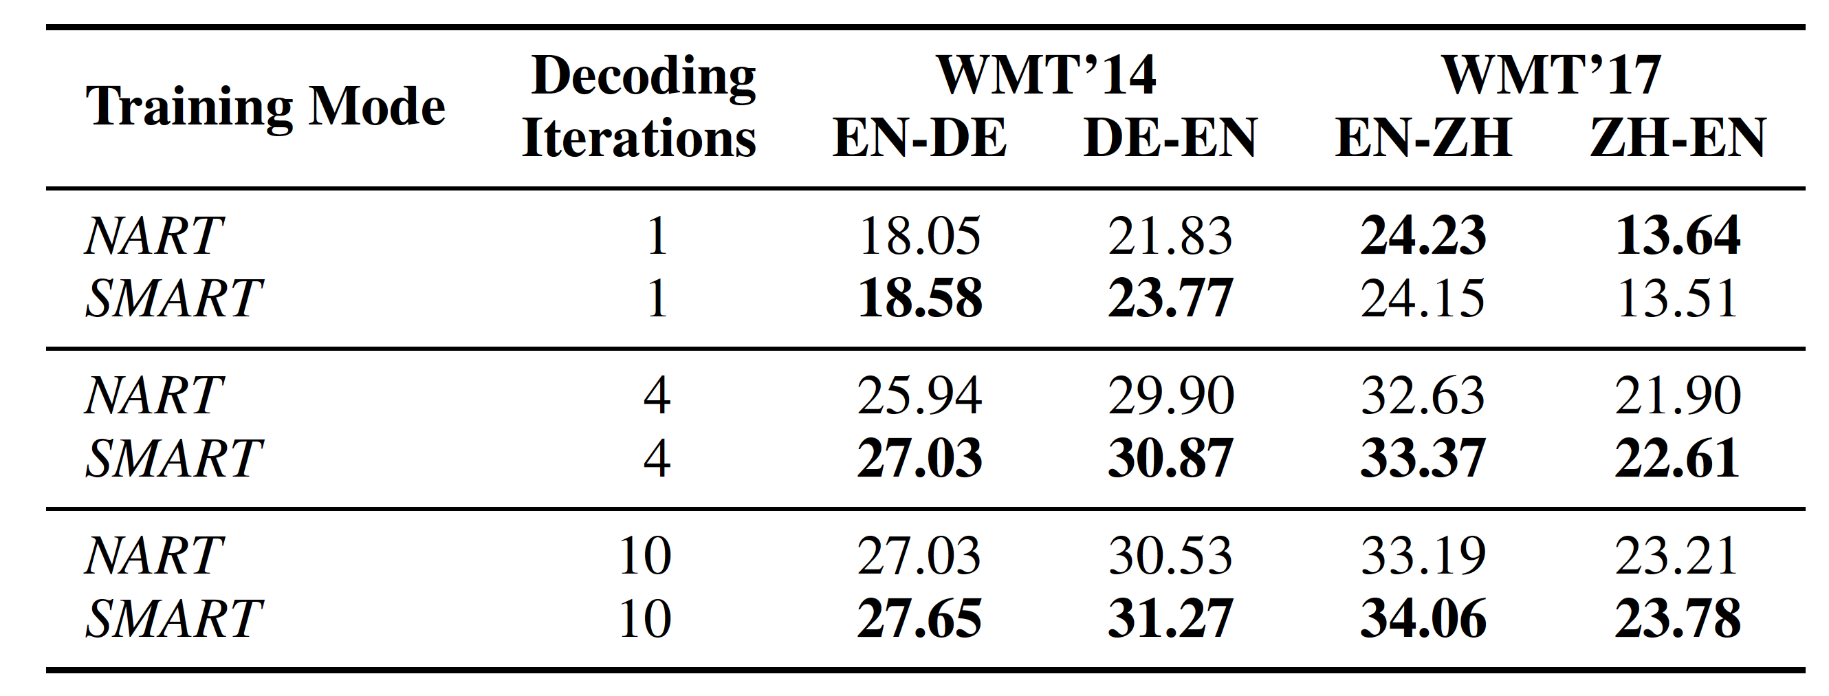 Training Mode Decoding Iterations WMT’14 WMT’17
EN-DE DE-EN EN-ZH ZH-EN
NART 1 18.05 21.83 24.23 13.64
SMART 1 18.58 23.77 24.15 13.51
NART 4 25.94 29.90 32.63 21.90
SMART 4 27.03 30.87 33.37 22.61
NART 10 27.03 30.53 33.19 23.21
SMART 10 27.65 31.27 34.06 23.78